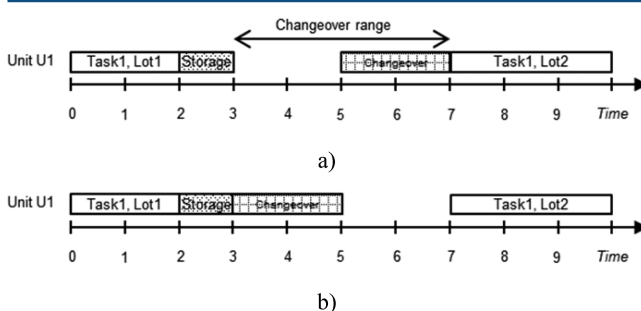 Changeover range
Unit U1 Task1, Lot1 Storage Changeover Task1, Lot2
0 1 2 3 4 5 6 7 8 9 Time
a)
Unit U1 Task1, Lot1 Storage Changeover Task1, Lot2
0 1 2 3 4 5 6 7 8 9 Time
b)